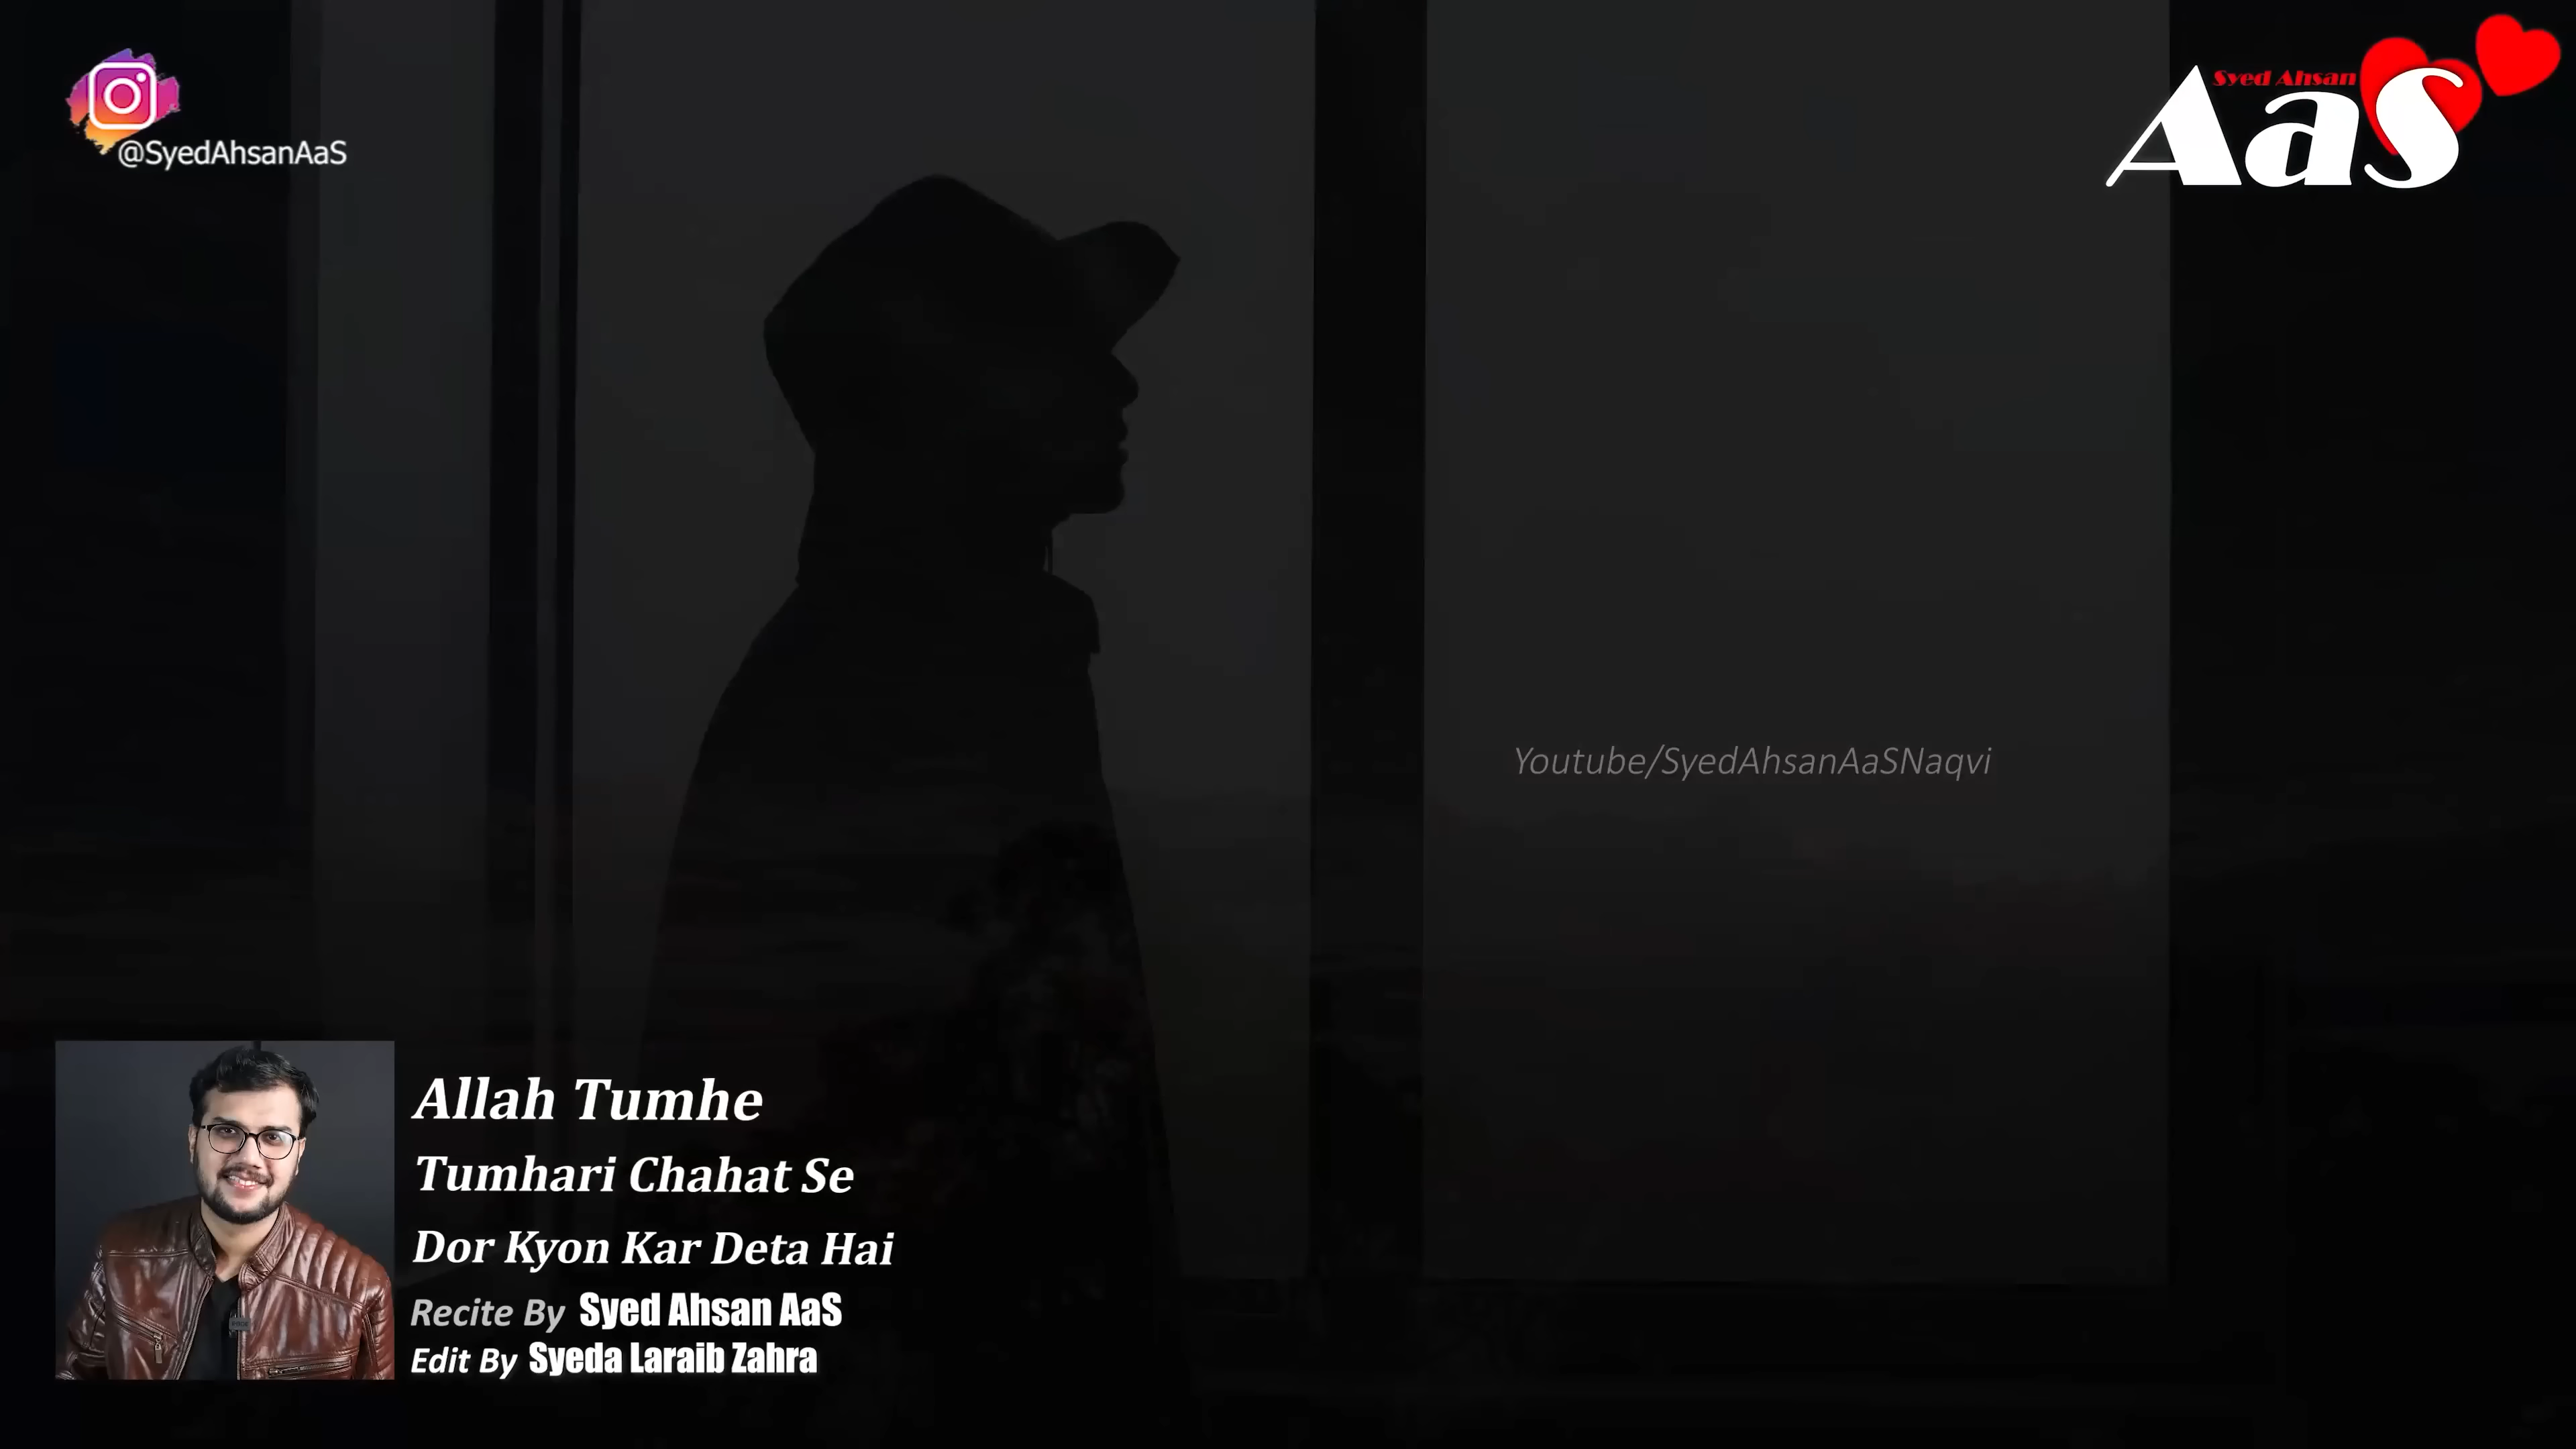 @SyedAhsanAaS
Syed Ahsan
AaS
Youtube/SyedAhsanAaSNaqvi
Allah Tumhe
Tumhari Chahat Se
Dor Kyon Kar Deta Hai
Recite By Syed Ahsan AaS
Edit By Syeda Laraib Zahra